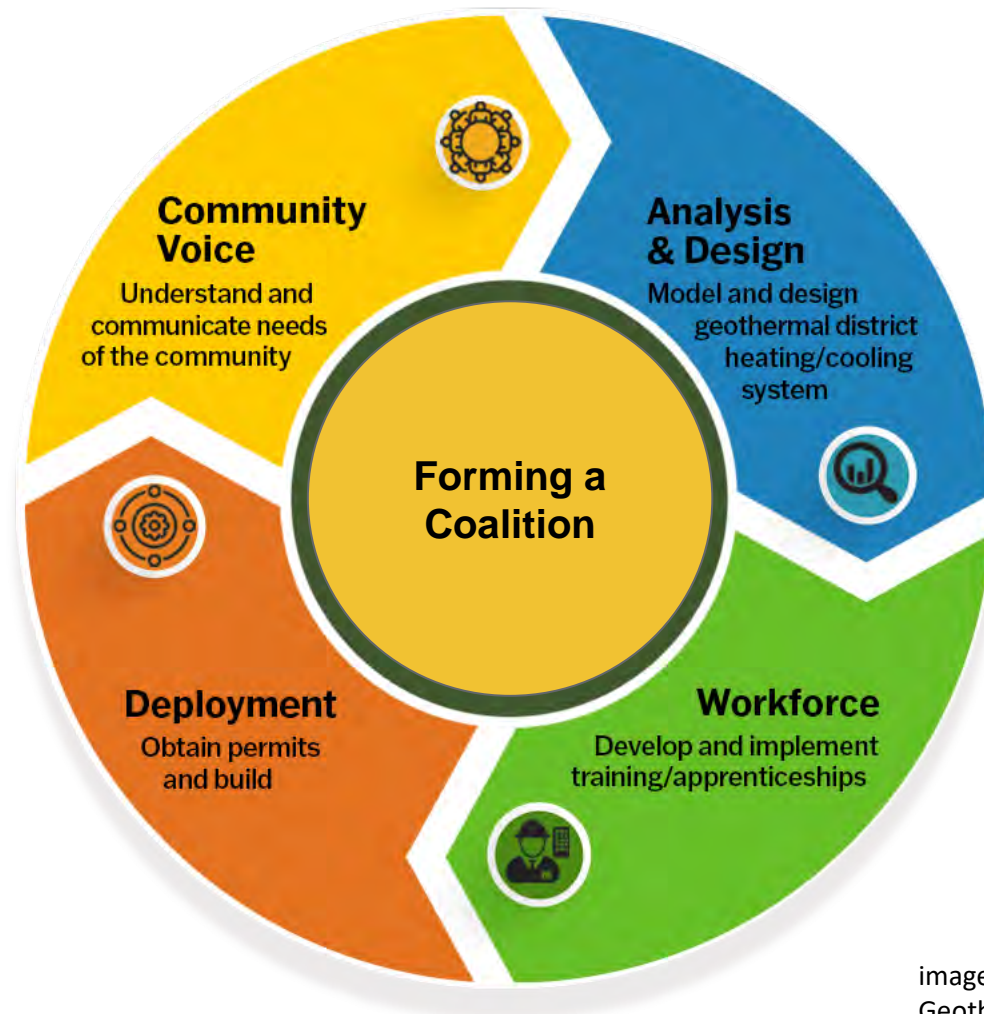 Community
Voice
Understand and
communicate needs
of the community
Analysis
& Design
Model and design
geothermal district
heating/cooling
system
Forming a
Coalition
Deployment
Obtain permits
and build
Workforce
Develop and implement
training/apprenticeships
image